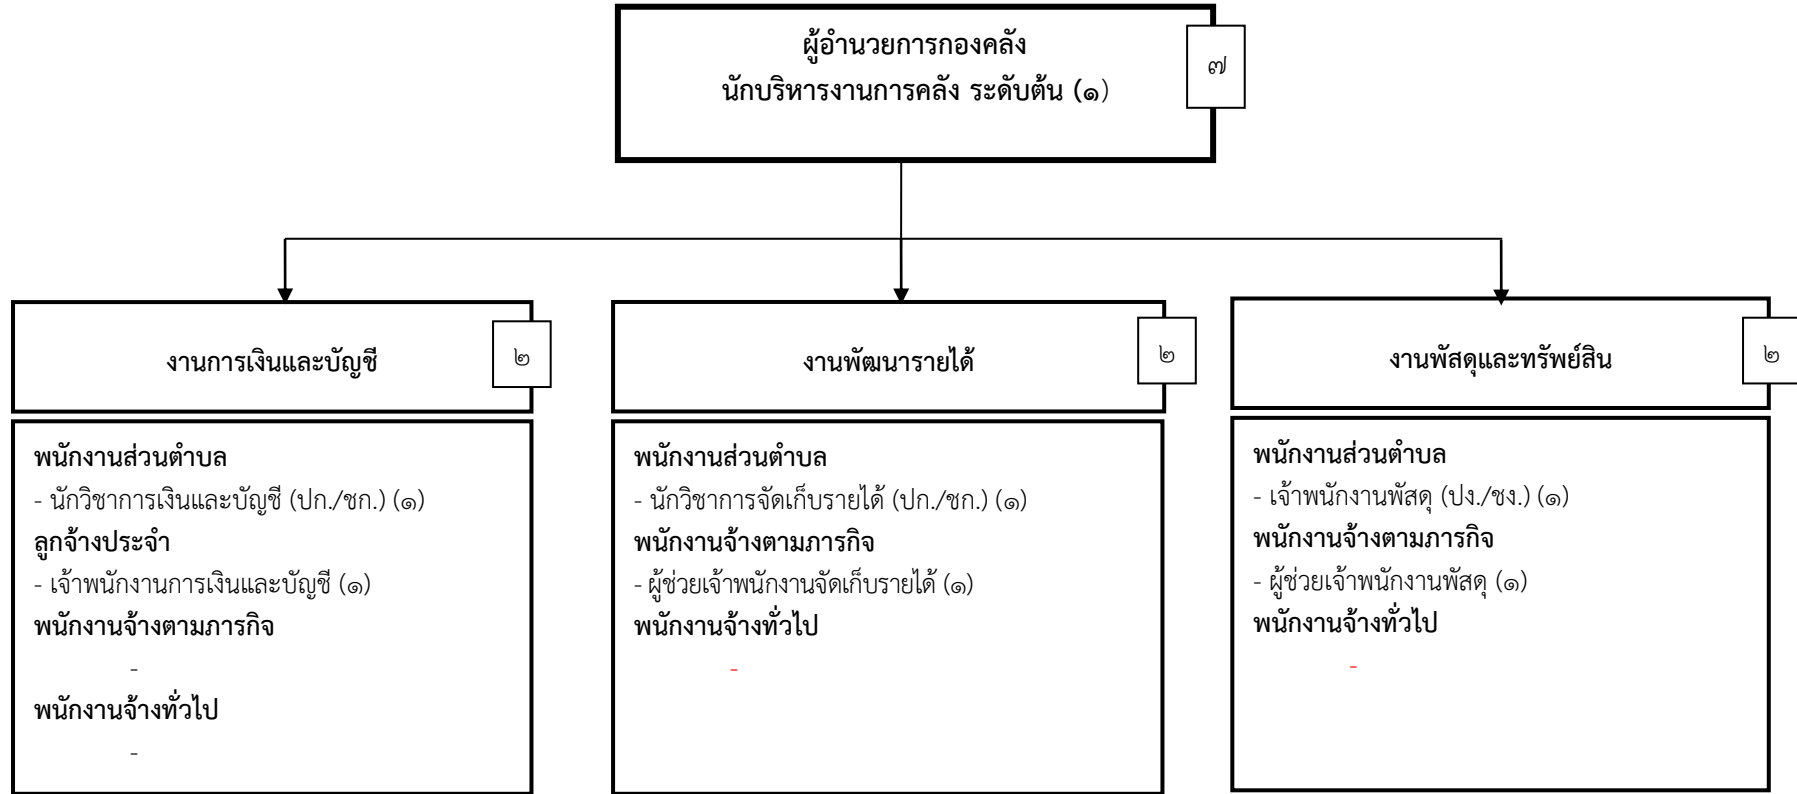 ผู้อำนวยการกองคลัง
นักบริหารงานการคลัง ระดับต้น (๑)
๗
งานการเงินและบัญชี
๒
พนักงานส่วนตำบล
- นักวิชาการเงินและบัญชี (ปก./ชก.) (๑)
ลูกจ้างประจำ
- เจ้าพนักงานการเงินและบัญชี (๑)
พนักงานจ้างตามภารกิจ
-
พนักงานจ้างทั่วไป
-
งานพัฒนารายได้
๒
พนักงานส่วนตำบล
- นักวิชาการจัดเก็บรายได้ (ปก./ชก.) (๑)
พนักงานจ้างตามภารกิจ
- ผู้ช่วยเจ้าพนักงานจัดเก็บรายได้ (๑)
พนักงานจ้างทั่วไป
-
งานพัสดุและทรัพย์สิน
๒
พนักงานส่วนตำบล
- เจ้าพนักงานพัสดุ (ปง./ชง.) (๑)
พนักงานจ้างตามภารกิจ
- ผู้ช่วยเจ้าพนักงานพัสดุ (๑)
พนักงานจ้างทั่วไป
-